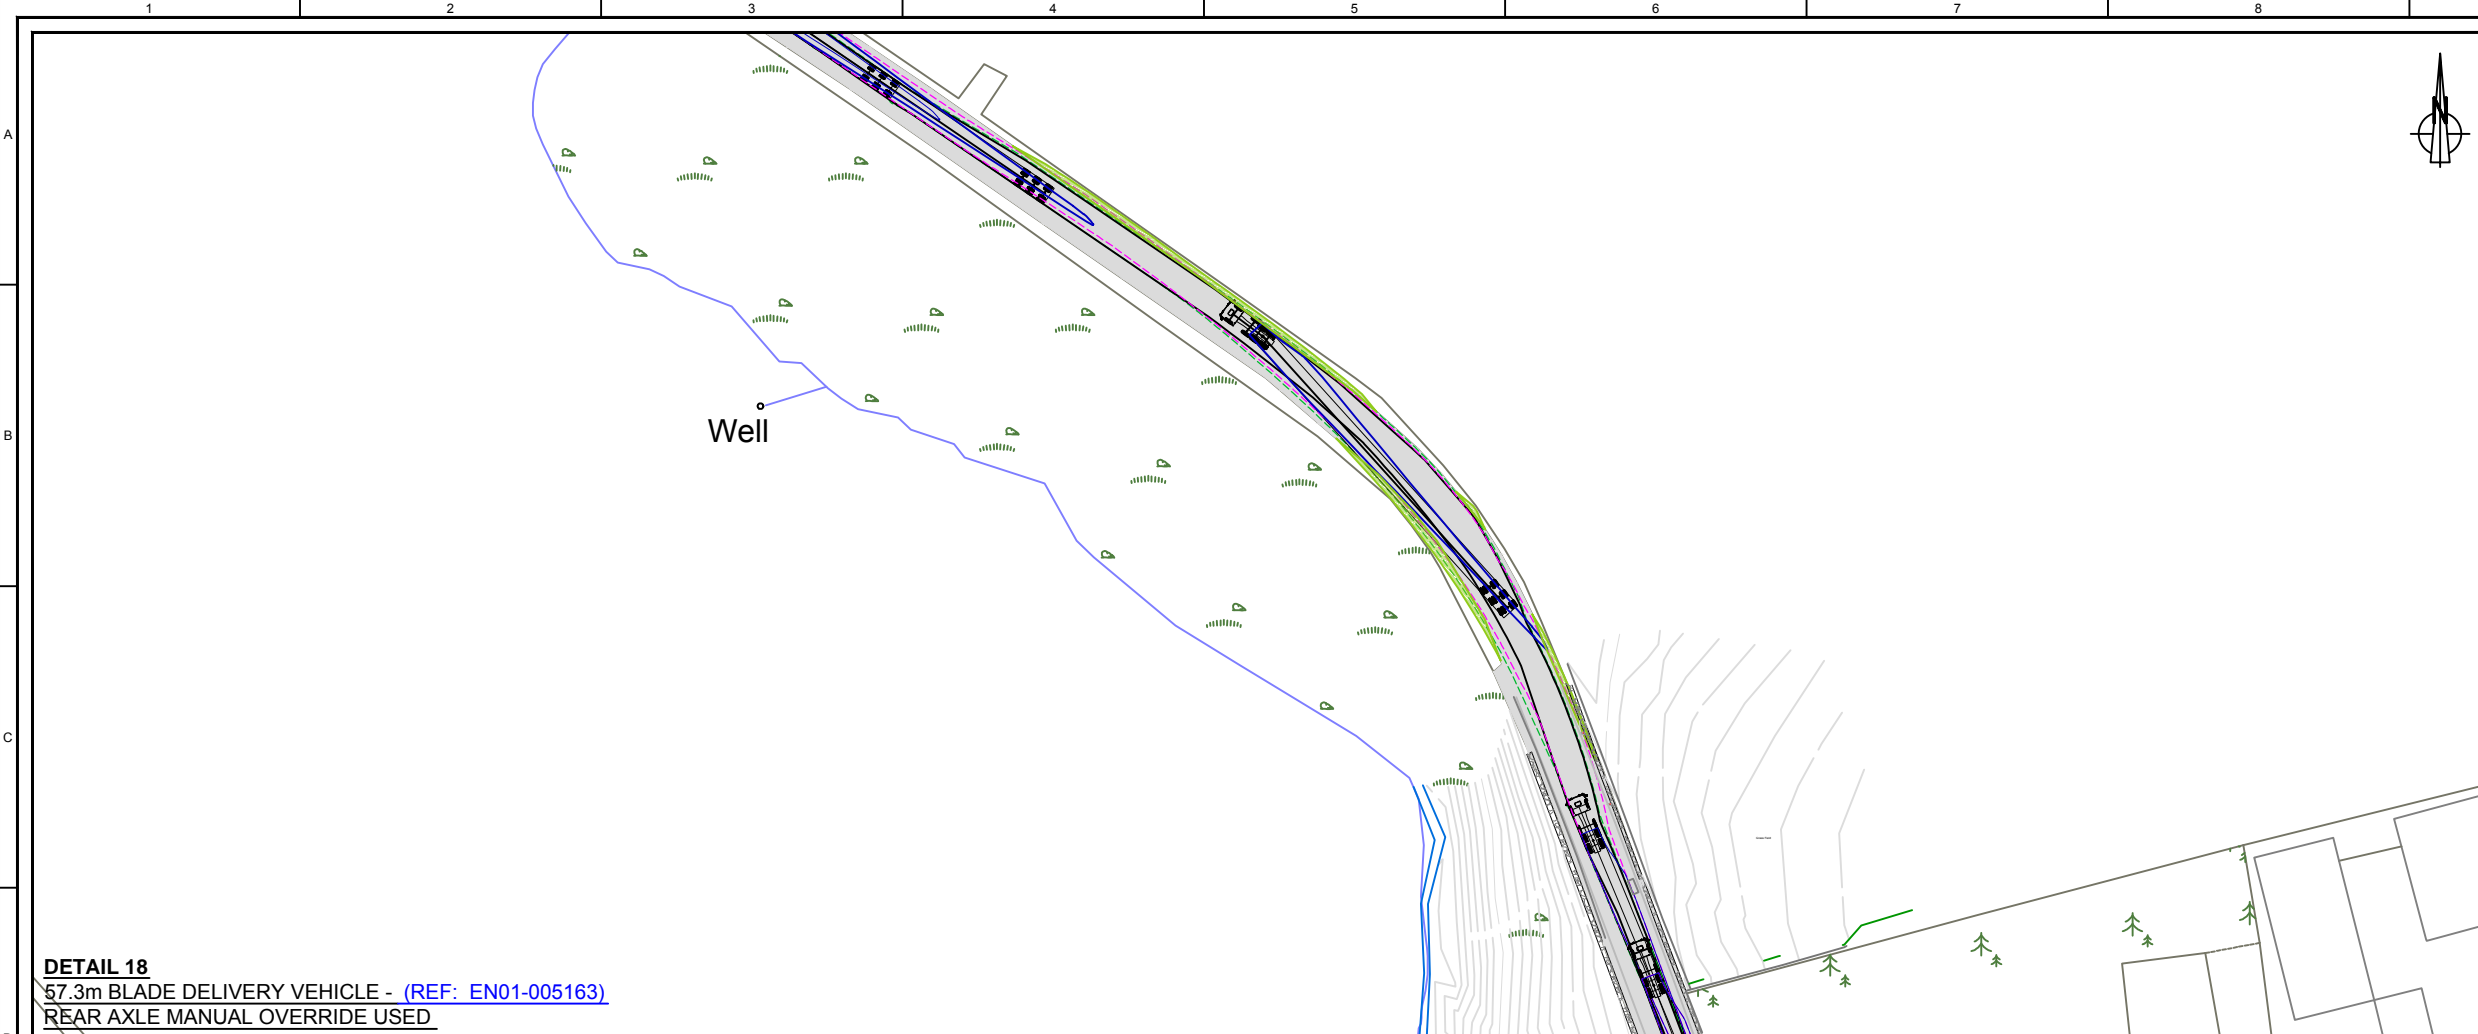 1 2 3 4 5 6 7 8
A
N
B
Well
C
DETAIL 18
57.3m BLADE DELIVERY VEHICLE - (REF: EN01-005163)
REAR AXLE MANUAL OVERRIDE USED